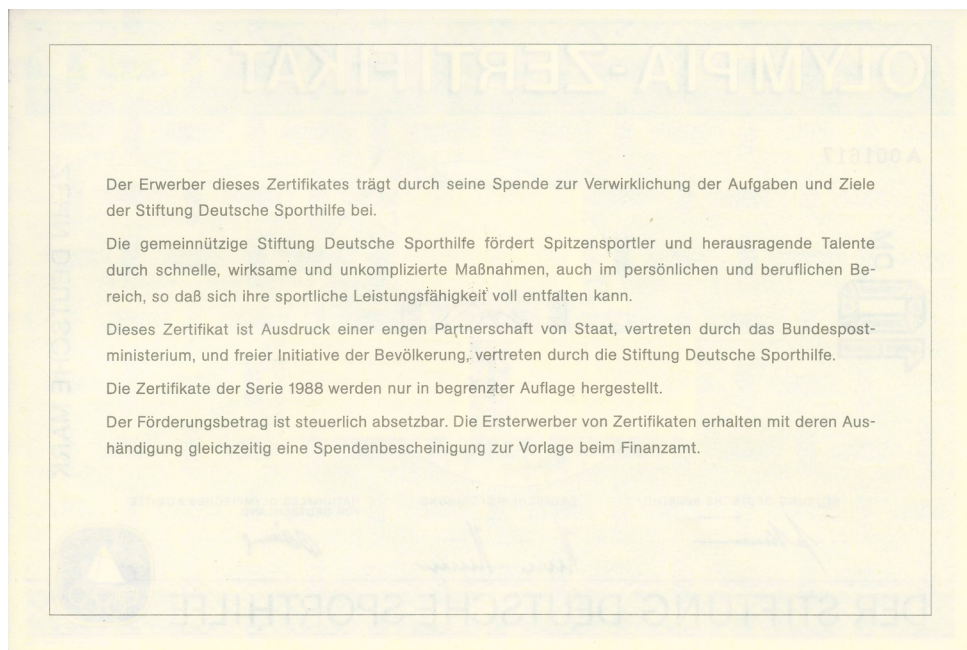 Der Erwerber dieses Zertifikates trägt durch seine Spende zur Verwirklichung der Aufgaben und Ziele
der Stiftung Deutsche Sporthilfe bei.
Die gemeinnützige Stiftung Deutsche Sporthilfe fördert Spitzensportler und herausragende Talente
durch schnelle, wirksame und unkomplizierte Maßnahmen, auch im persönlichen und beruflichen Be-
reich, so daß sich ihre sportliche Leistungsfähigkeit voll entfalten kann.
Dieses Zertifikat ist Ausdruck einer engen Partnerschaft von Staat, vertreten durch das Bundespost-
ministerium, und freier Initiative der Bevölkerung, vertreten durch die Stiftung Deutsche Sporthilfe.
Die Zertifikate der Serie 1988 werden nur in begrenzter Auflage hergestellt.
Der Förderungsbetrag ist steuerlich absetzbar. Die Ersterwerber von Zertifikaten erhalten mit deren Aus-
händigung gleichzeitig eine Spendenbescheinigung zur Vorlage beim Finanzamt.